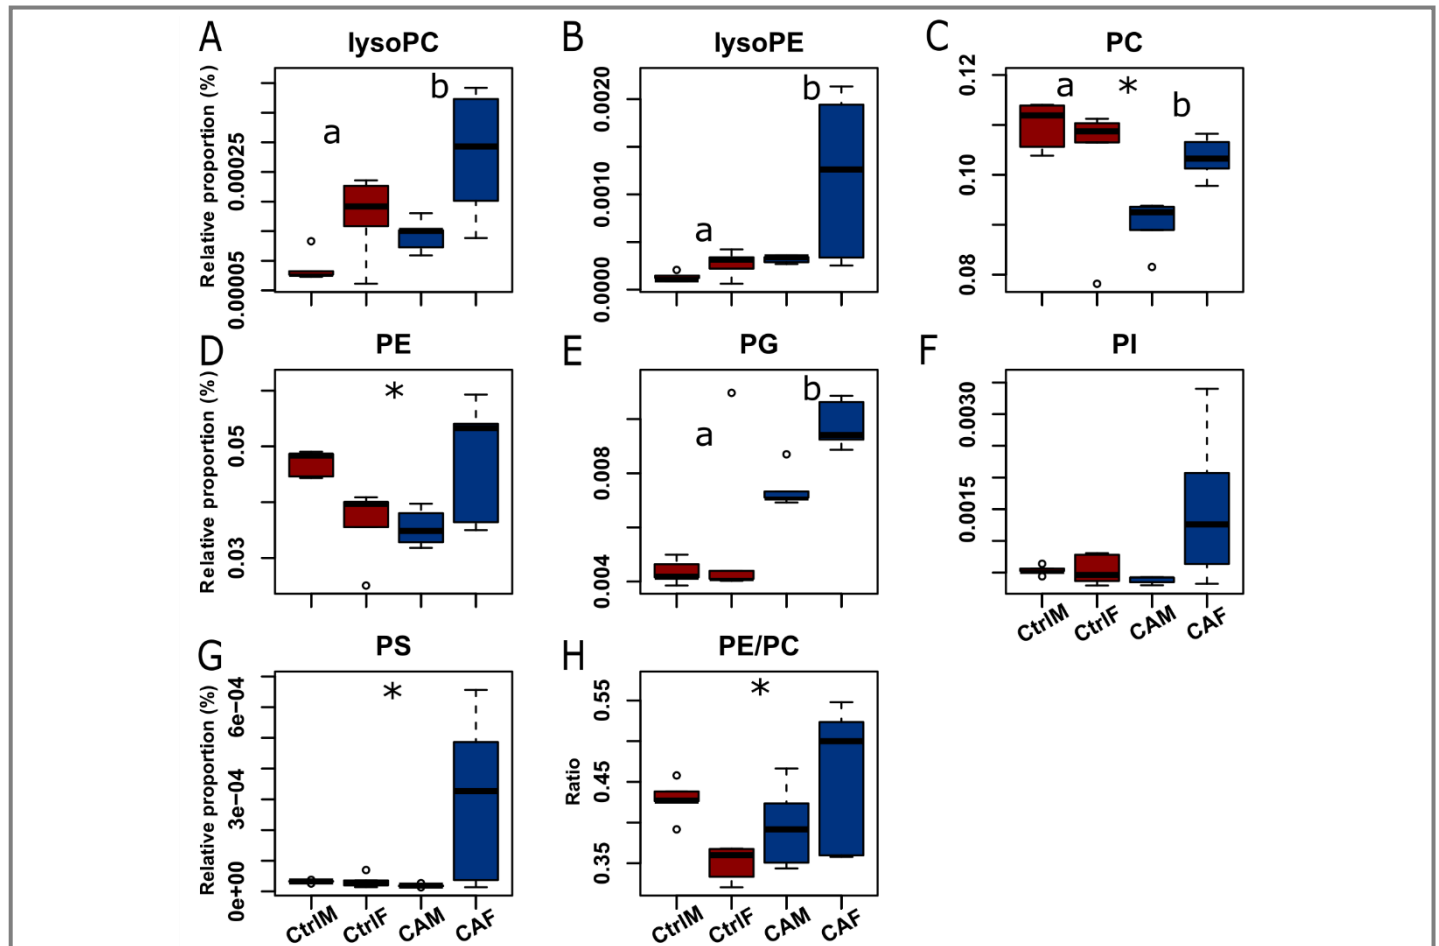 A lysoPC
Relative proportion (%)
0.00005 0.00025
a b
B lysoPE
0.0000 0.0010 0.0020
a b
C PC
0.08 0.10 0.12
a * b
D PE
Relative proportion (%)
0.03 0.05
*
E PG
0.004 0.008
a b
F PI
0.0015 0.0030
CtrlM CtrlF CAM CAF
G PS
Relative proportion (%)
0e+00 3e−04 6e−04
*
CtrlM CtrlF CAM CAF
H PE/PC
Ratio
0.35 0.45 0.55
*
CtrlM CtrlF CAM CAF